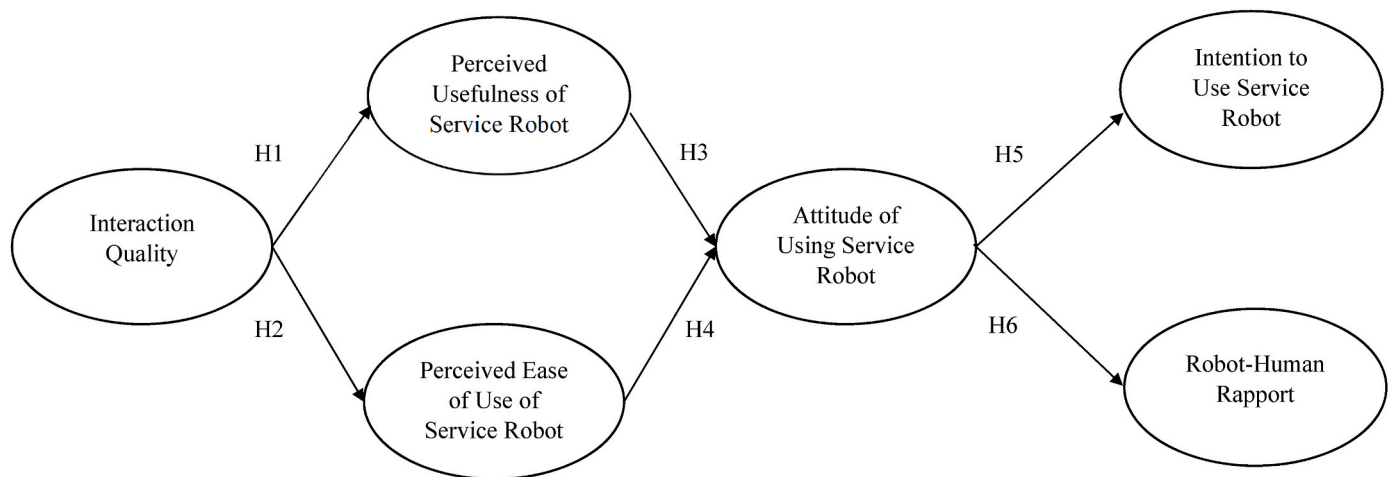 Perceived
Usefulness of
Service Robot
Intention to
Use Service
Robot
H1
H3
H5
Interaction
Quality
Attitude of
Using Service
Robot
H2
H4
H6
Perceived Ease
of Use of
Service Robot
Robot-Human
Rapport